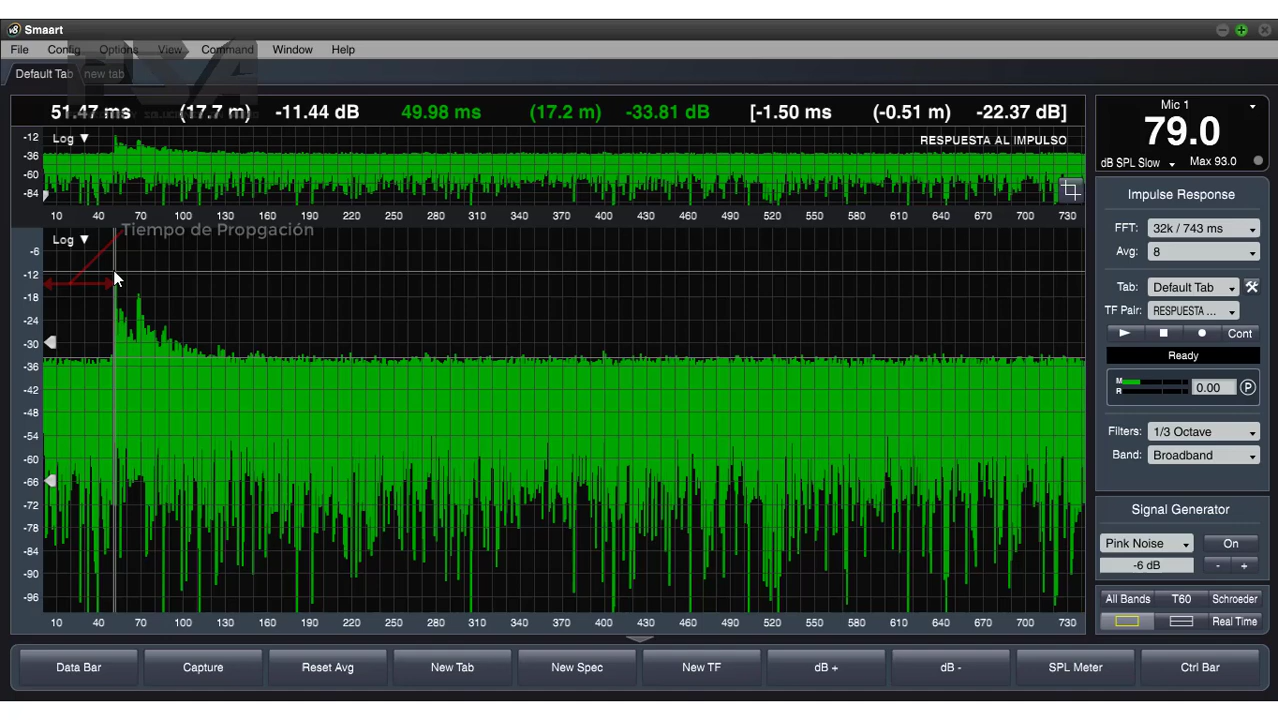 v8 Smaart
File Config Options View Command Window Help
Default Tab new tab
51.47 ms (17.7 m) -11.44 dB 49.98 ms (17.2 m) -33.81 dB [-1.50 ms (-0.51 m) -22.37 dB]
Log ▼ RESPUESTA AL IMPULSO
-12
-36
-60
-84
10 40 70 100 130 160 190 220 250 280 310 340 370 400 430 460 490 520 550 580 610 640 670 700 730
Tiempo de Propgación
Log ▼
-6
-12
-18
-24
-30
-36
-42
-48
-54
-60
-66
-72
-78
-84
-90
-96
10 40 70 100 130 160 190 220 250 280 310 340 370 400 430 460 490 520 550 580 610 640 670 700 730
Mic 1
79.0
dB SPL Slow Max 93.0
Impulse Response
FFT: 32k / 743 ms
Avg: 8
Tab: Default Tab
TF Pair: RESPUESTA ...
Cont
Ready
M
R
0.00 P
Filters: 1/3 Octave
Band: Broadband
Signal Generator
Pink Noise On
-6 dB - +
All Bands T60 Schroeder
Real Time
Data Bar Capture Reset Avg New Tab New Spec New TF dB + dB - SPL Meter Ctrl Bar